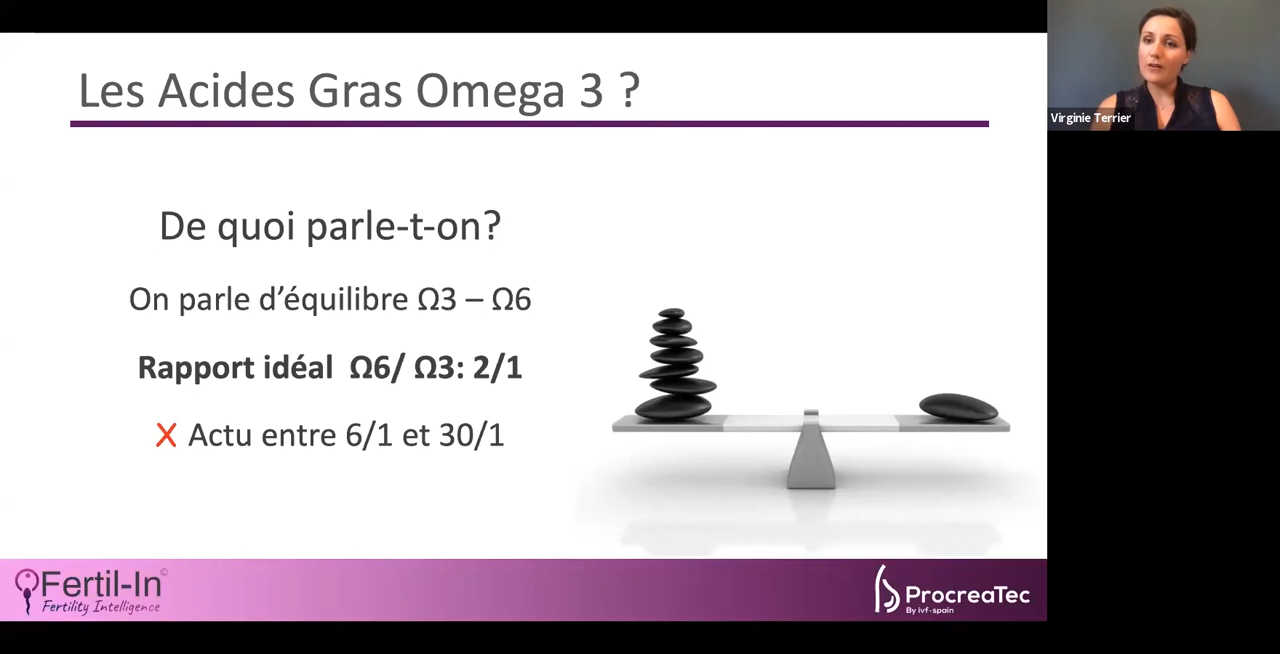 Les Acides Gras Omega 3 ?
Virginie Terrier
De quoi parle-t-on?
On parle d’équilibre Ω3 – Ω6
Rapport idéal Ω6/ Ω3: 2/1
X Actu entre 6/1 et 30/1
Fertil-In©
Fertility Intelligence
ProcreaTec
By ivf-spain